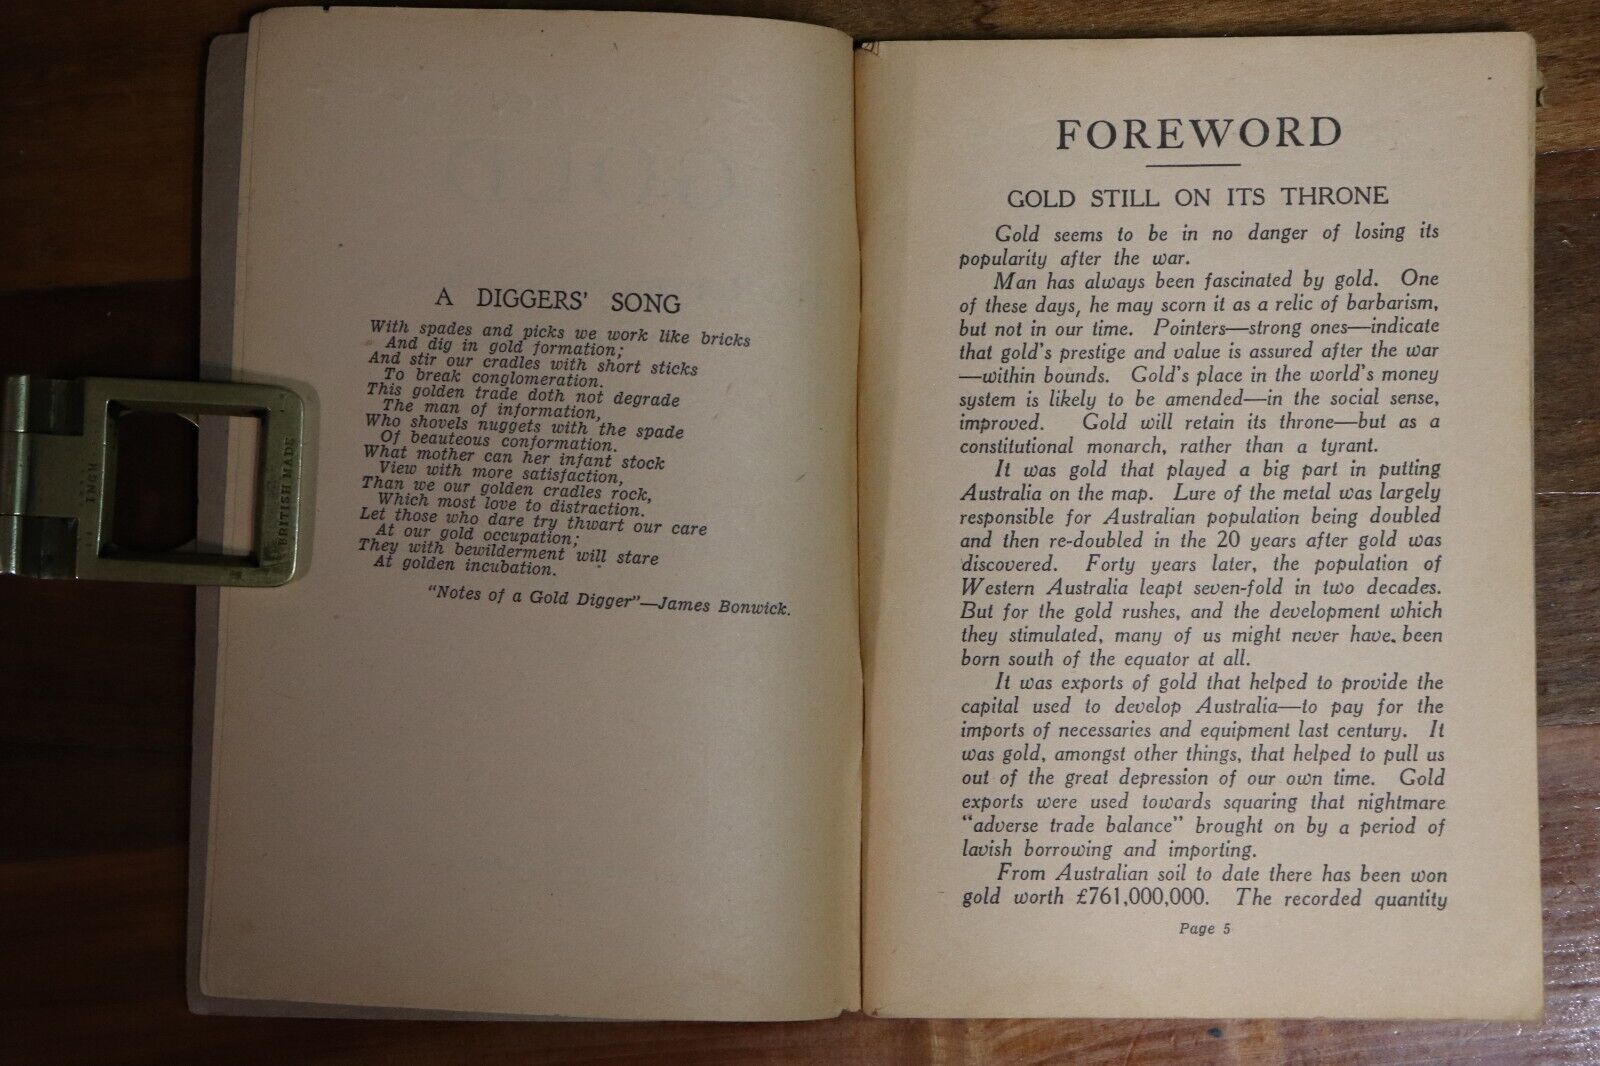 A DIGGERS' SONG
With spades and picks we work like bricks
And dig in gold formation;
And stir our cradles with short sticks
To break conglomeration.
This golden trade doth not degrade
The man of information,
Who shovels nuggets with the spade
Of beauteous conformation.
What mother can her infant stock
View with more satisfaction,
Than we our golden cradles rock,
Which most love to distraction.
Let those who dare try thwart our care
At our gold occupation;
They with bewilderment will stare
At golden incubation.
"Notes of a Gold Digger"—James Bonwick.
INCH
BRITISH MADE
FOREWORD
GOLD STILL ON ITS THRONE
Gold seems to be in no danger of losing its
popularity after the war.
Man has always been fascinated by gold. One
of these days, he may scorn it as a relic of barbarism,
but not in our time. Pointers—strong ones—indicate
that gold's prestige and value is assured after the war
—within bounds. Gold's place in the world's money
system is likely to be amended—in the social sense,
improved. Gold will retain its throne—but as a
constitutional monarch, rather than a tyrant.
It was gold that played a big part in putting
Australia on the map. Lure of the metal was largely
responsible for Australian population being doubled
and then re-doubled in the 20 years after gold was
discovered. Forty years later, the population of
Western Australia leapt seven-fold in two decades.
But for the gold rushes, and the development which
they stimulated, many of us might never have been
born south of the equator at all.
It was exports of gold that helped to provide the
capital used to develop Australia—to pay for the
imports of necessaries and equipment last century. It
was gold, amongst other things, that helped to pull us
out of the great depression of our own time. Gold
exports were used towards squaring that nightmare
"adverse trade balance" brought on by a period of
lavish borrowing and importing.
From Australian soil to date there has been won
gold worth £761,000,000. The recorded quantity
Page 5